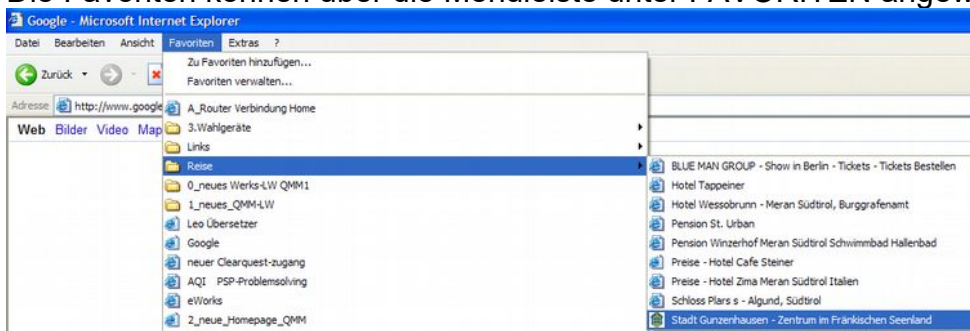 Die Favoriten können über die Menüleiste unter FAVORITEN angew
Google - Microsoft Internet Explorer
Datei Bearbeiten Ansicht Favoriten Extras ?
Zurück
Zu Favoriten hinzufügen...
Favoriten verwalten...
Adresse http://www.google
Web Bilder Video Map
A_Router Verbindung Home
3.Wahlgeräte
Links
Reise
0_neues Werks-LW QMM1
1_neues_QMM-LW
Leo Übersetzer
Google
neuer Clearquest-zugang
AQI PSP-Problemsolving
eWorks
2_neue_Homepage_QMM
BLUE MAN GROUP - Show in Berlin - Tickets - Tickets Bestellen
Hotel Tappeiner
Hotel Wessobrunn - Meran Südtirol, Burggrafenamt
Pension St. Urban
Pension Winzerhof Meran Südtirol Schwimmbad Hallenbad
Preise - Hotel Cafe Steiner
Preise - Hotel Zima Meran Südtirol Italien
Schloss Plars s - Algund, Südtirol
Stadt Gunzenhausen - Zentrum im Fränkischen Seenland